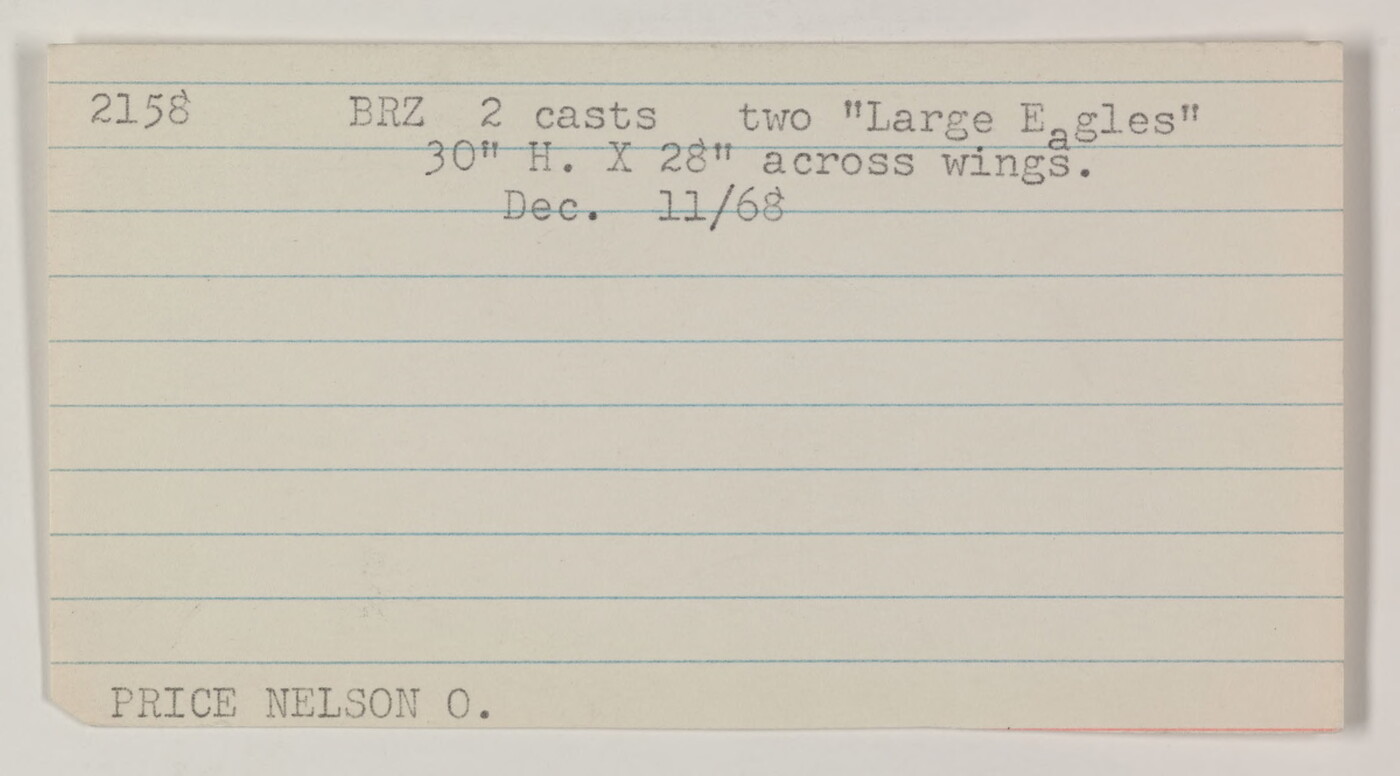 2158 BRZ 2 casts two "Large Eagles"
30" H. X 28" across wings.
Dec. 11/68
PRICE NELSON O.